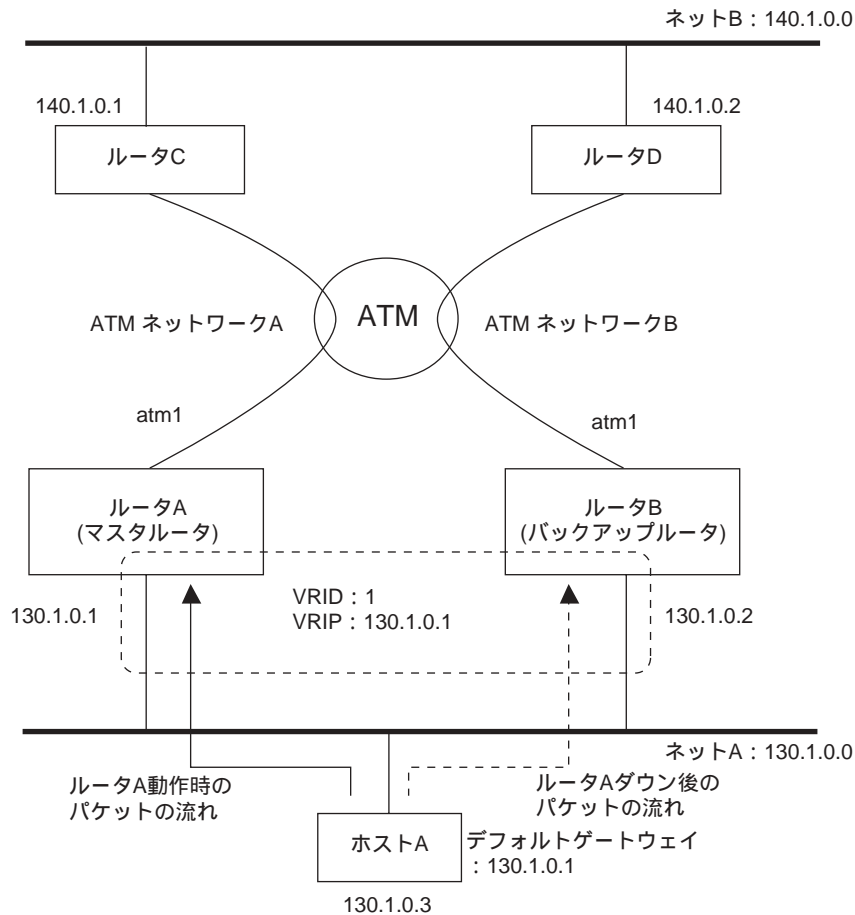 ネットB：140.1.0.0
140.1.0.1
140.1.0.2
ルータC
ルータD
ATM ネットワークA
ATM
ATM ネットワークB
atm1
atm1
ルータA
(マスタルータ)
ルータB
(バックアップルータ)
130.1.0.1
VRID：1
VRIP：130.1.0.1
130.1.0.2
ネットA：130.1.0.0
ルータA動作時の
パケットの流れ
ルータAダウン後の
パケットの流れ
ホストA
デフォルトゲートウェイ
：130.1.0.1
130.1.0.3